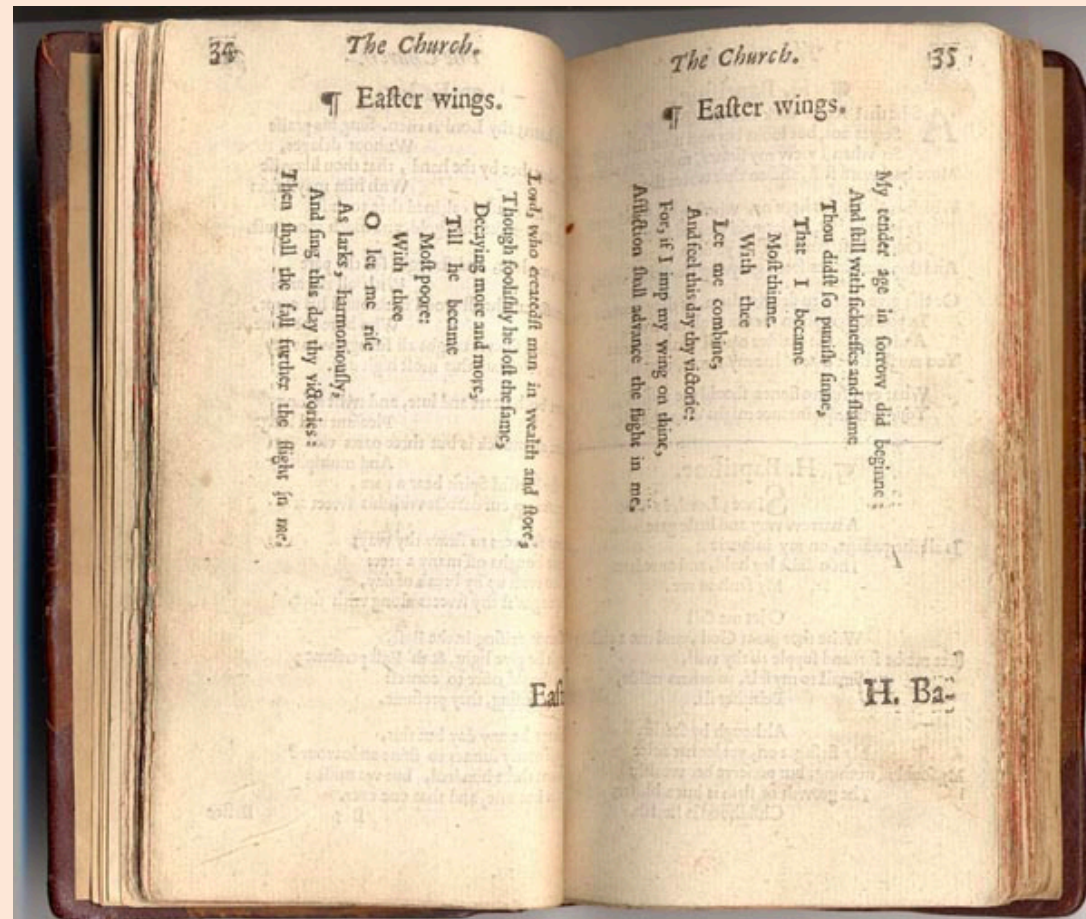 34
The Church.
¶ Eaſter wings.
Lord, who createdſt man in wealth and ſtore,
Though fooliſhly he loſt the ſame,
Decaying more and more,
Till he became
Moſt poore:
With thee
O let me riſe
As larks, harmoniouſly,
And ſing this day thy victories:
Then ſhall the fall further the flight in me.
Eaſt
The Church.
35
¶ Eaſter wings.
My tender age in ſorrow did beginne:
And ſtill with ſickneſſes and ſhame
Thou didſt ſo puniſh ſinne,
That I became
Moſt thinne.
With thee
Let me combine,
And feel this day thy victorie:
For, if I imp my wing on thine,
Affliction ſhall advance the flight in me.
H. Ba-